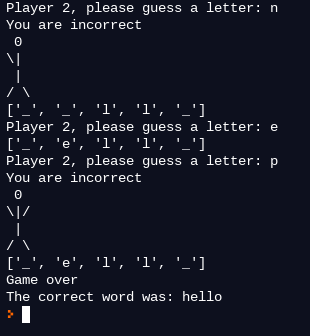 Player 2, please guess a letter: n
You are incorrect
 0
\|
 |
/ \
['_', '_', 'l', 'l', '_']
Player 2, please guess a letter: e
['_', 'e', 'l', 'l', '_']
Player 2, please guess a letter: p
You are incorrect
 0
\|/
 |
/ \
['_', 'e', 'l', 'l', '_']
Game over
The correct word was: hello
>